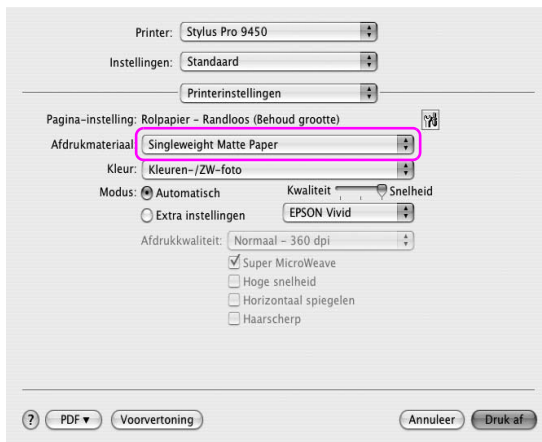 Printer: Stylus Pro 9450
Instellingen: Standaard
Printerinstellingen
Pagina-instelling: Rolpapier - Randloos (Behoud grootte)
Afdrukmateriaal: Singleweight Matte Paper
Kleur: Kleuren-/ZW-foto
Modus: Automatisch Kwaliteit Snelheid
Extra instellingen EPSON Vivid
Afdrukkwaliteit: Normaal - 360 dpi
Super MicroWeave
Hoge snelheid
Horizontaal spiegelen
Haarscherp
? PDF ▼ Voorvertoning Annuleer Druk af